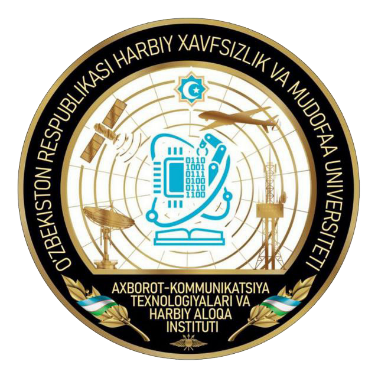 O'ZBEKISTON RESPUBLIKASI HARBIY XAVFSIZLIK VA MUDOFAA UNIVERSITETI
0110
1001
0111
0100
0110
1100
AXBOROT-KOMMUNIKATSIYA
TEXNOLOGIYALARI VA
HARBIY ALOQA
INSTITUTI